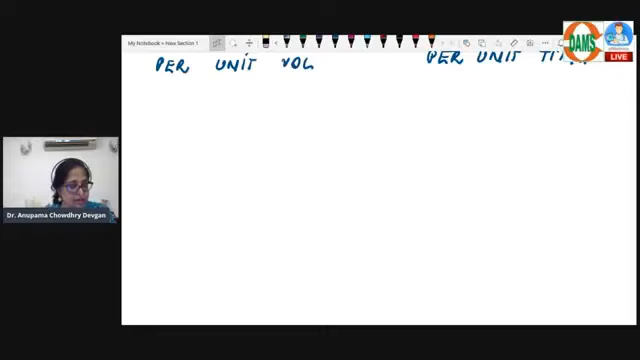 My Notebook > New Section 1
PER UNIT VOL
PER UNIT
DAMS
LIVE
Dr. Anupama Chowdhry Devgan